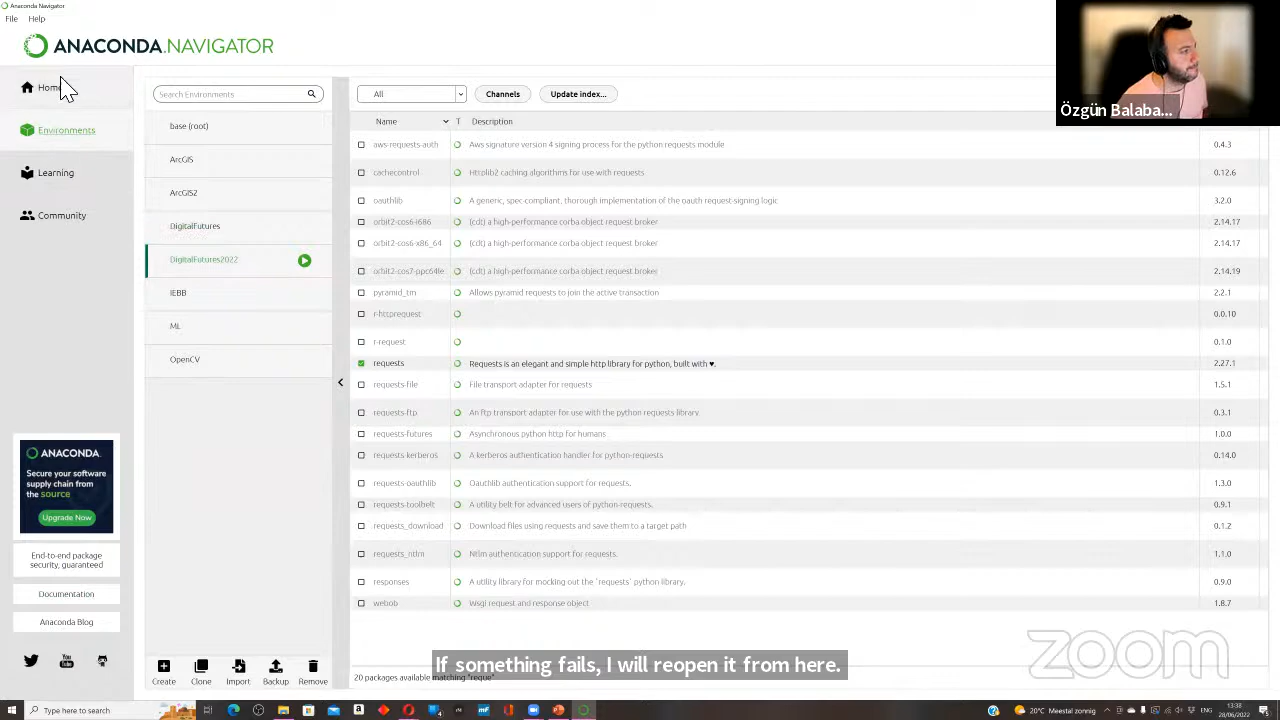 Anaconda Navigator
File Help
ANACONDA.NAVIGATOR
Home
Environments
Learning
Community
ANACONDA.
Secure your software
supply chain from
the source
Upgrade Now
End-to-end package
security, guaranteed
Documentation
Anaconda Blog
Search Environments
base (root)
ArcGIS
ArcGIS2
DigitalFutures
DigitalFutures2022
IEBB
ML
OpenCV
Create Clone Import Backup Remove
All Channels Update index...
Name T Description
aws-requests-auth Aws signature version 4 signing process for the python requests module 0.4.3
cachecontrol Httplib2 caching algorithms for use with requests 0.12.6
oauthlib A generic, spec-compliant, thorough implementation of the oauth request-signing logic 3.2.0
orbit2-cos6-i686 (cdt) a high-performance corba object request broker 2.14.17
orbit2-cos6-x86_64 (cdt) a high-performance corba object request broker 2.14.17
orbit2-cos7-ppc64le (cdt) a high-performance corba object request broker 2.14.19
pyramid_tm Allows pyramid requests to join the active transaction 2.2.1
r-httprequest 0.0.10
r-request 0.1.0
requests Requests is an elegant and simple http library for python, built with ♥. 2.27.1
requests-file File transport adapter for requests 1.5.1
requests-ftp An ftp transport adapter for use with the python requests library. 0.3.1
requests-futures Asynchronous python http for humans 1.0.0
requests-kerberos A kerberos authentication handler for python-requests 0.14.0
requests-oauthlib Oauthlib authentication support for requests. 1.3.0
requests-toolbelt A utility belt for advanced users of python-requests. 0.9.1
requests_download Download files using requests and save them to a target path 0.1.2
requests_ntlm Ntlm authentication support for requests. 1.1.0
responses A utility library for mocking out the `requests` python library. 0.9.0
webob Wsgi request and response object 1.8.7
20 packages available matching "reque"
Özgün Balaba...
If something fails, I will reopen it from here.
zoom
Type here to search
20°C Meestal zonnig
13:38
28/06/2022